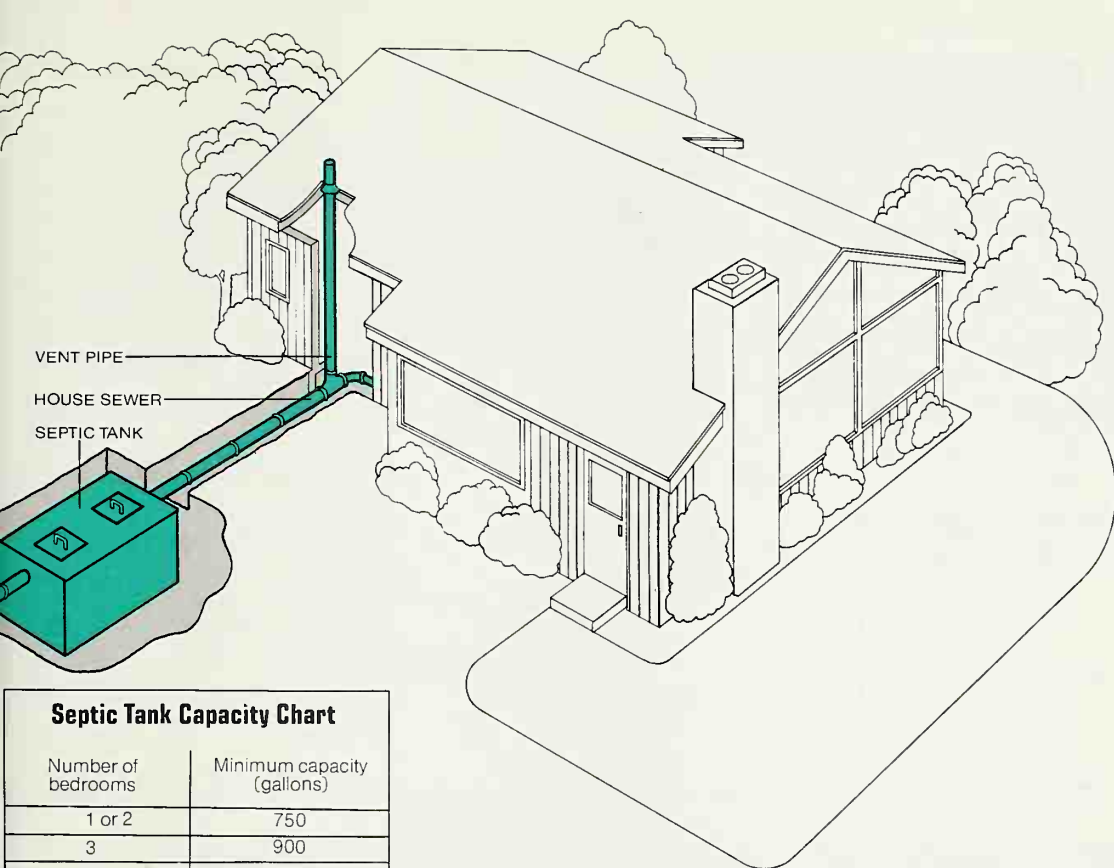 VENT PIPE
HOUSE SEWER
SEPTIC TANK
Septic Tank Capacity Chart
Number of bedrooms
Minimum capacity (gallons)
1 or 2
750
3
900